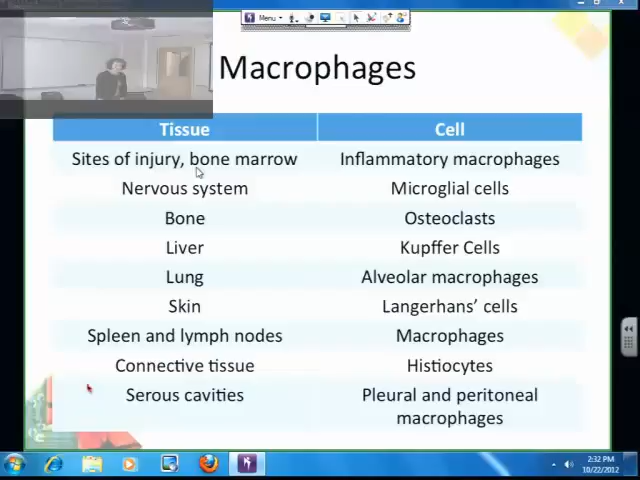 Menu
Macrophages
Tissue Cell
Sites of injury, bone marrow Inflammatory macrophages
Nervous system Microglial cells
Bone Osteoclasts
Liver Kupffer Cells
Lung Alveolar macrophages
Skin Langerhans’ cells
Spleen and lymph nodes Macrophages
Connective tissue Histiocytes
Serous cavities Pleural and peritoneal
macrophages
2:32 PM
10/22/2012